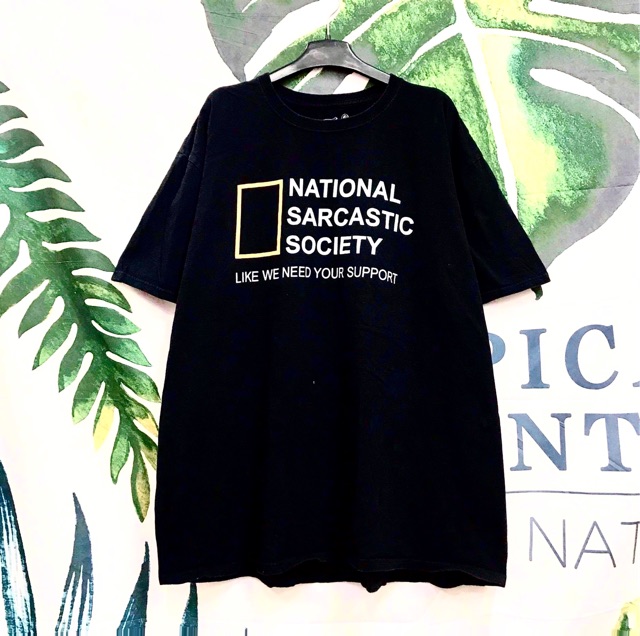 NATIONAL
SARCASTIC
SOCIETY
LIKE WE NEED YOUR SUPPORT
PICA
NT
NAT